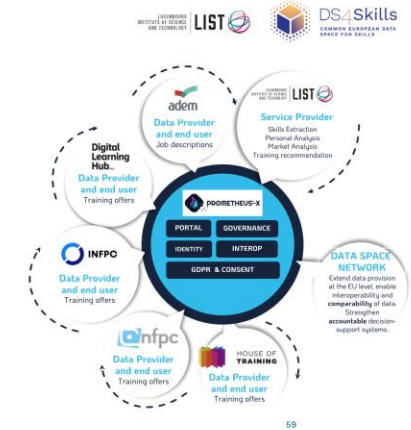 LUXEMBOURG
INSTITUTE OF SCIENCE
AND TECHNOLOGY
LIST
DS4Skills
COMMON EUROPEAN DATA
SPACE FOR SKILLS
adem
Data Provider
and end user
Job descriptions
LUXEMBOURG
INSTITUTE OF SCIENCE
AND TECHNOLOGY
LIST
Service Provider
Skills Extraction
Personal Analysis
Market Analysis
Training recommendation
Digital
Learning
Hub_
Data Provider
and end user
Training offers
PROMETHEUS-X
PORTAL
GOVERNANCE
IDENTITY
INTEROP
GDPR & CONSENT
INFPC
Data Provider
and end user
Training offers
DATA SPACE
NETWORK
Extend data provision
at the EU level, enable
interoperability and
comparability of data.
Strengthen
accountable decision-
support systems.
nfpc
Data Provider
and end user
Training offers
HOUSE OF
TRAINING
Data Provider
and end user
Training offers
59